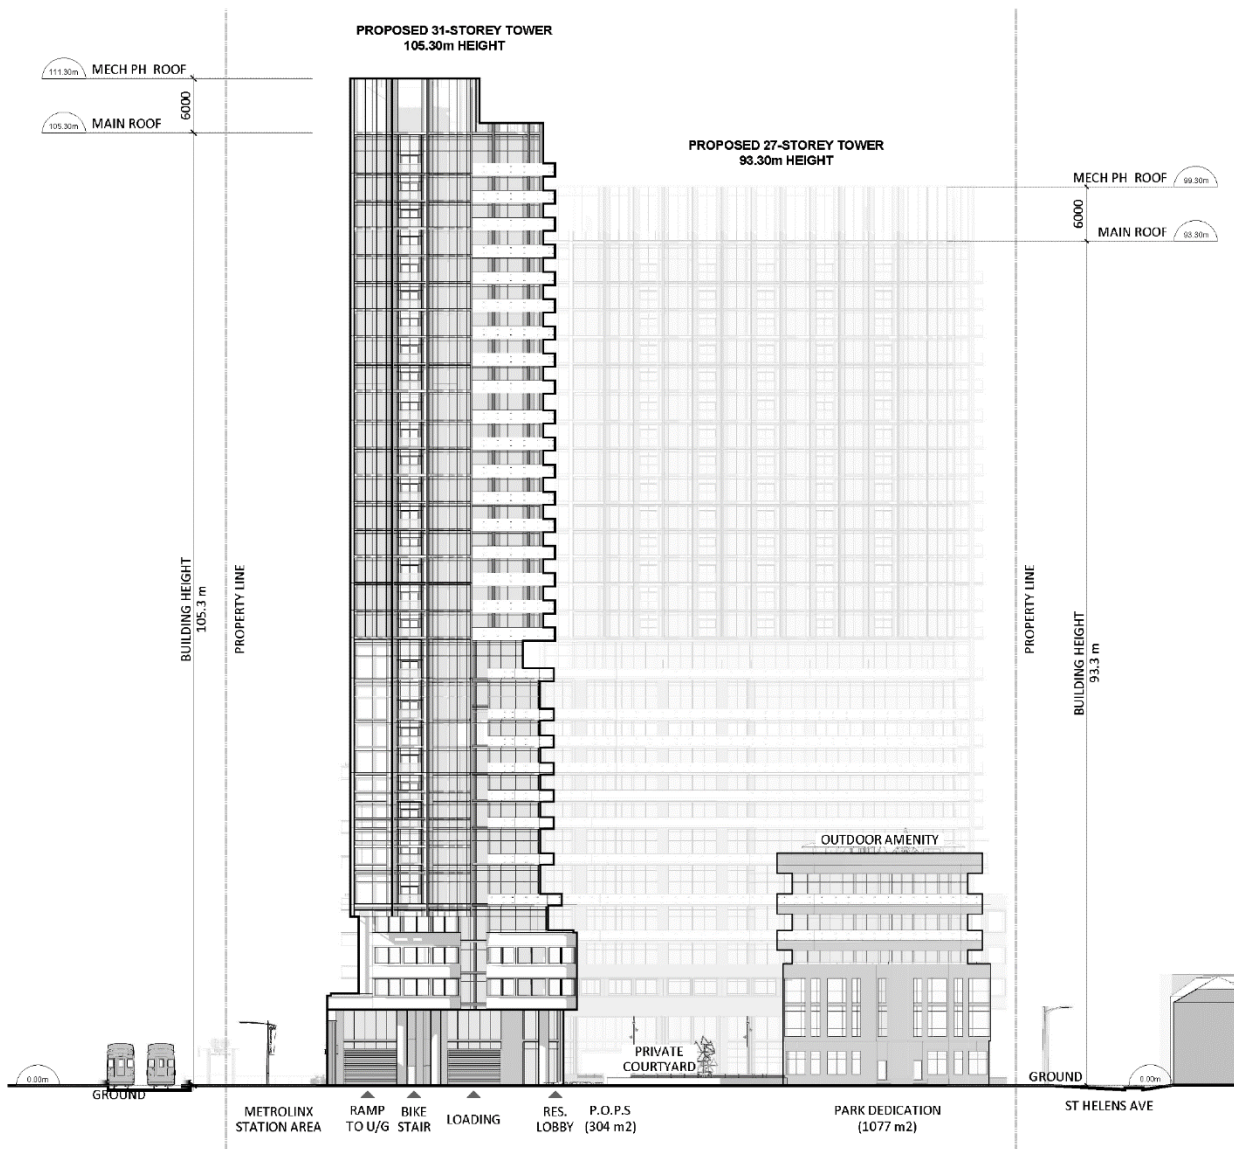 PROPOSED 31-STOREY TOWER
105.30m HEIGHT
111.30m MECH PH ROOF
6000
105.30m MAIN ROOF
PROPOSED 27-STOREY TOWER
93.30m HEIGHT
MECH PH ROOF 99.30m
6000
MAIN ROOF 93.30m
BUILDING HEIGHT
105.3 m
PROPERTY LINE
PROPERTY LINE
BUILDING HEIGHT
93.3 m
OUTDOOR AMENITY
PRIVATE
COURTYARD
0.00m
GROUND
GROUND
0.00m
METROLINX
STATION AREA
RAMP
TO U/G
BIKE
STAIR
LOADING
RES.
LOBBY
P.O.P.S
(304 m2)
PARK DEDICATION
(1077 m2)
ST HELENS AVE